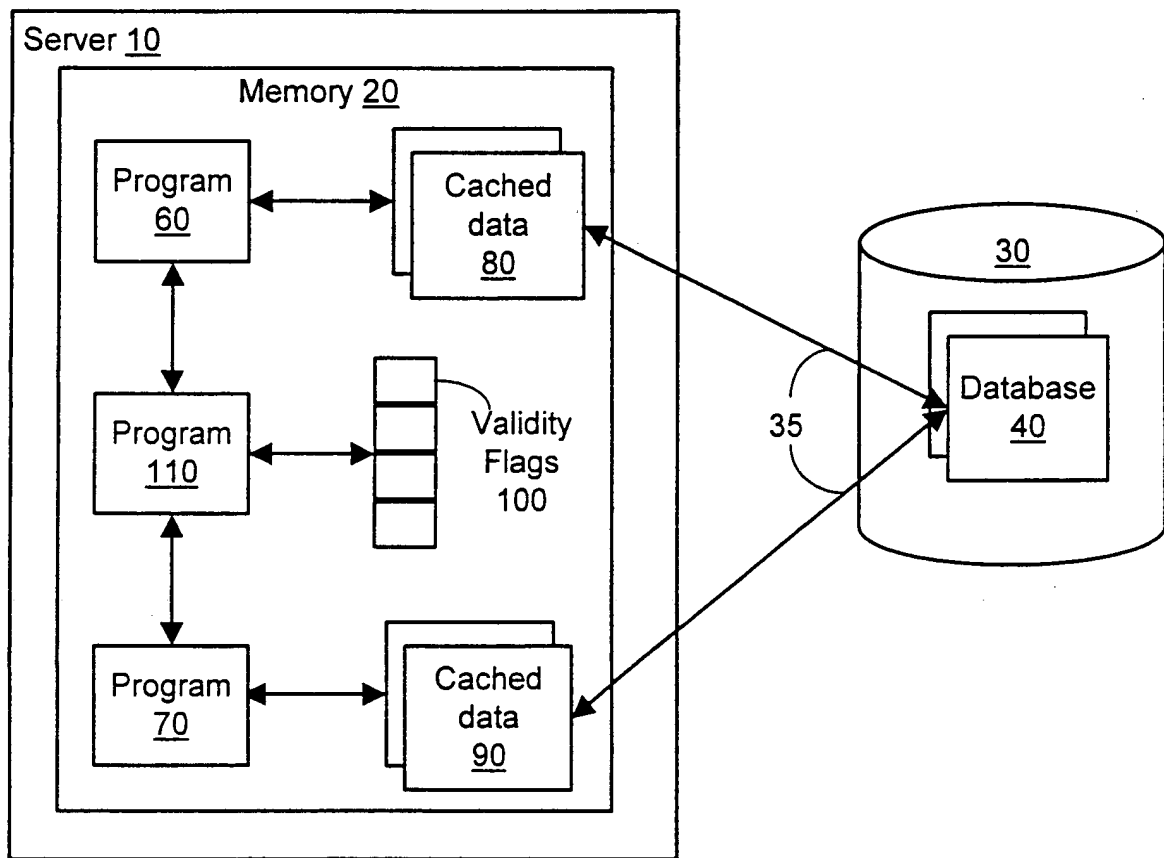 Server 10
Memory 20
Program
60
Cached
data
80
30
Program
110
Validity
Flags
100
35
Database
40
Program
70
Cached
data
90